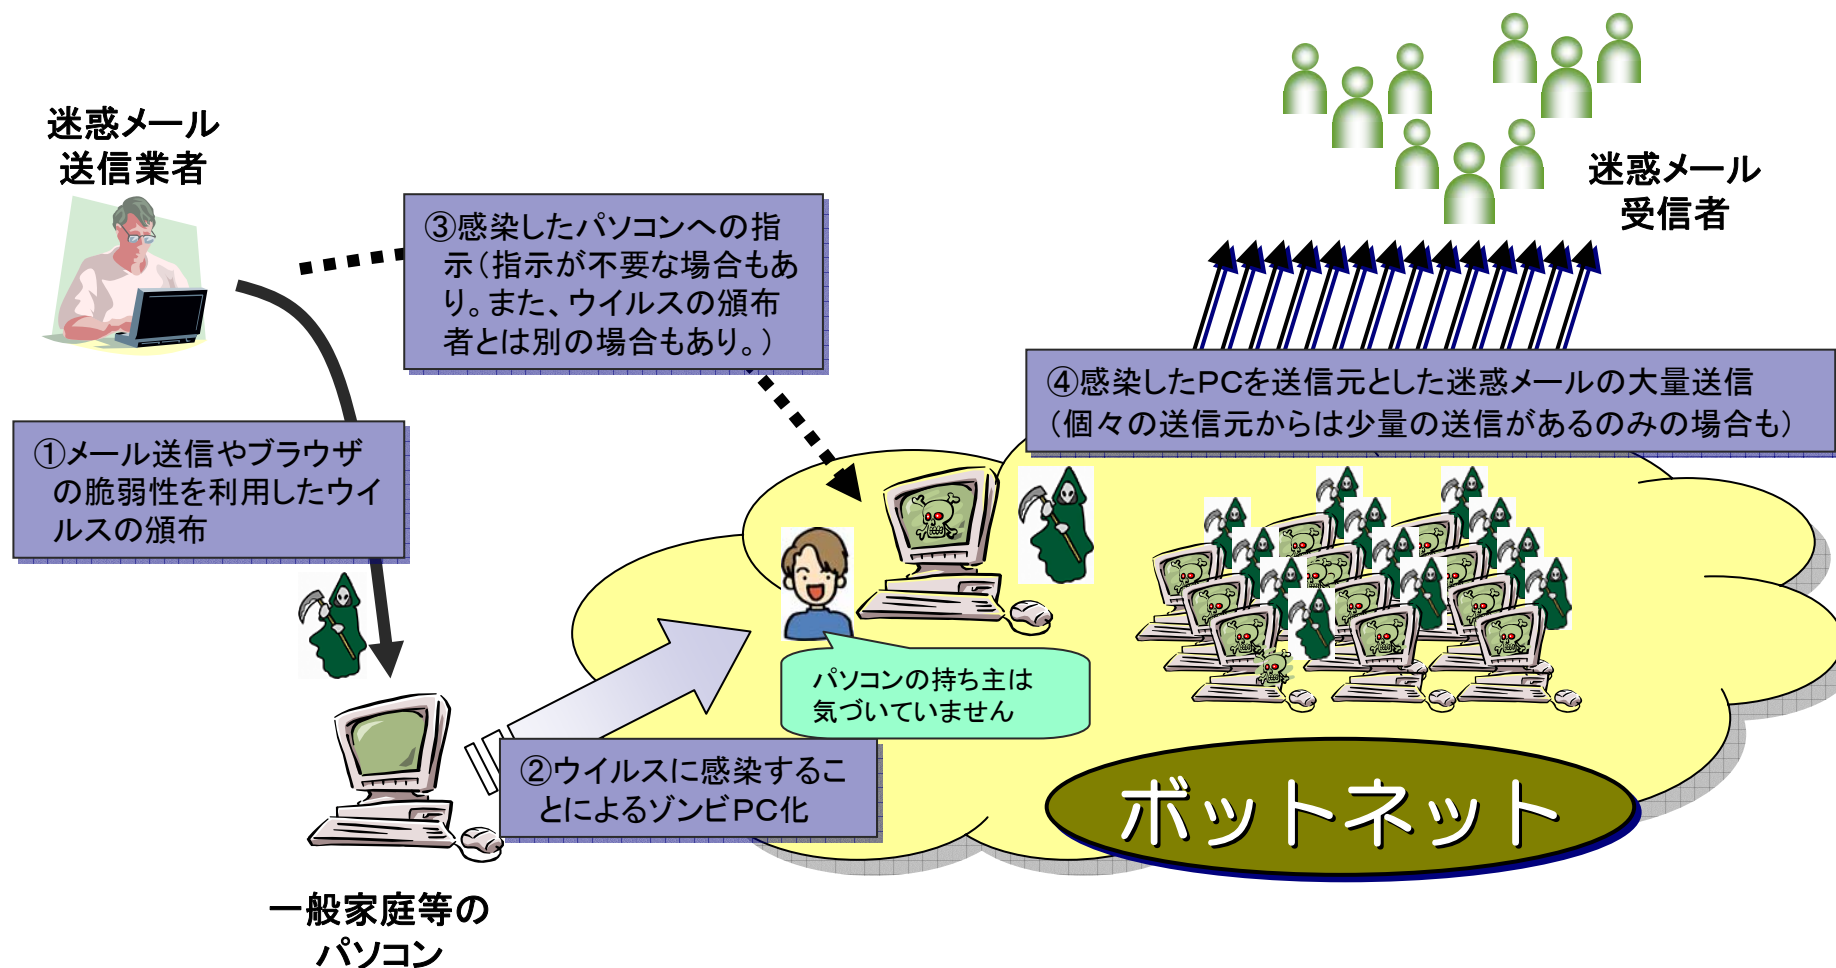 迷惑メール
送信業者
迷惑メール
受信者
③感染したパソコンへの指
示（指示が不要な場合もあ
り。また、ウイルスの頒布
者とは別の場合もあり。）
④感染したPCを送信元とした迷惑メールの大量送信
（個々の送信元からは少量の送信があるのみの場合も）
①メール送信やブラウザ
の脆弱性を利用したウイ
ルスの頒布
パソコンの持ち主は
気づいていません
②ウイルスに感染するこ
とによるゾンビPC化
ボットネット
一般家庭等の
パソコン